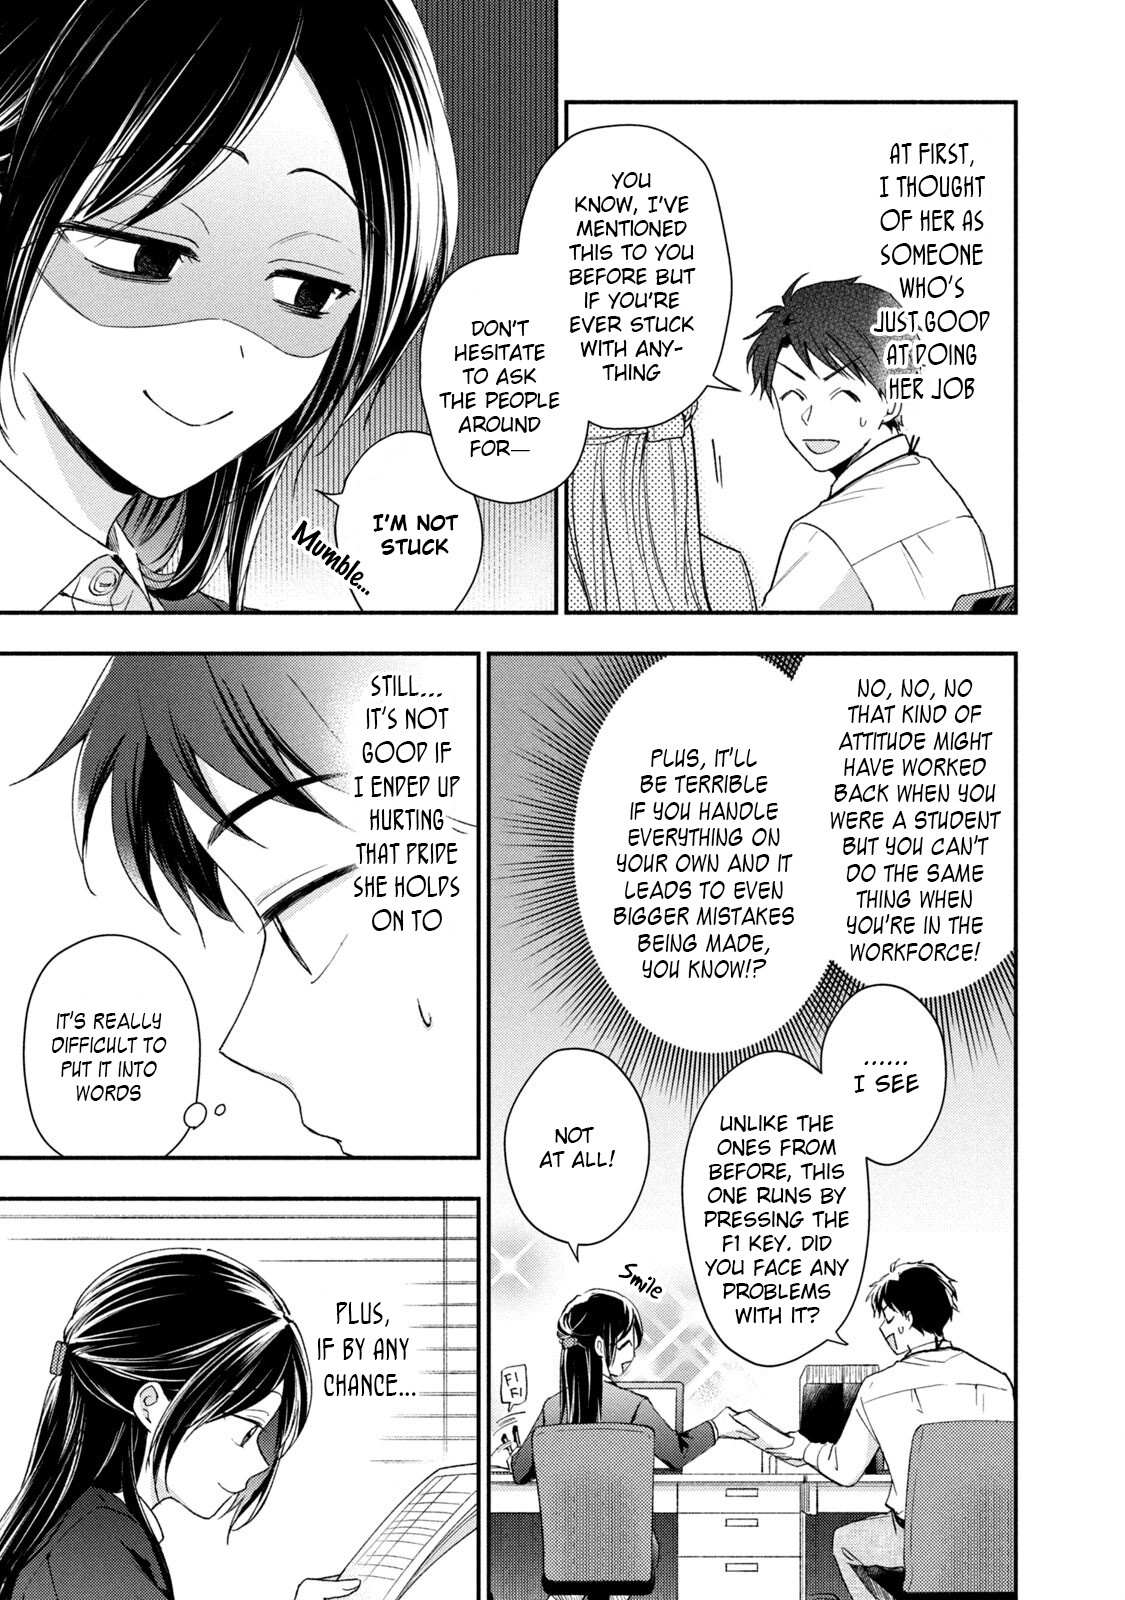 AT FIRST,
I THOUGHT
OF HER AS
SOMEONE
WHO'S
JUST GOOD
AT DOING
HER JOB
YOU
KNOW, I'VE
MENTIONED
THIS TO YOU
BEFORE BUT
IF YOU'RE
EVER STUCK
WITH ANY-
THING
DON'T
HESITATE
TO ASK
THE PEOPLE
AROUND
FOR—
I'M NOT
STUCK
Mumble...
NO, NO, NO
THAT KIND OF
ATTITUDE MIGHT
HAVE WORKED
BACK WHEN YOU
WERE A STUDENT
BUT YOU CAN'T
DO THE SAME
THING WHEN
YOU'RE IN THE
WORKFORCE!
PLUS, IT'LL
BE TERRIBLE
IF YOU HANDLE
EVERYTHING ON
YOUR OWN AND IT
LEADS TO EVEN
BIGGER MISTAKES
BEING MADE,
YOU KNOW!?
......
I SEE
UNLIKE THE
ONES FROM
BEFORE, THIS
ONE RUNS BY
PRESSING THE
F1 KEY. DID
YOU FACE ANY
PROBLEMS
WITH IT?
NOT
AT ALL!
Smile
F1
F1
STILL...
IT'S NOT
GOOD IF
I ENDED UP
HURTING
THAT PRIDE
SHE HOLDS
ON TO
IT'S REALLY
DIFFICULT TO
PUT IT INTO
WORDS
PLUS,
IF BY ANY
CHANCE...